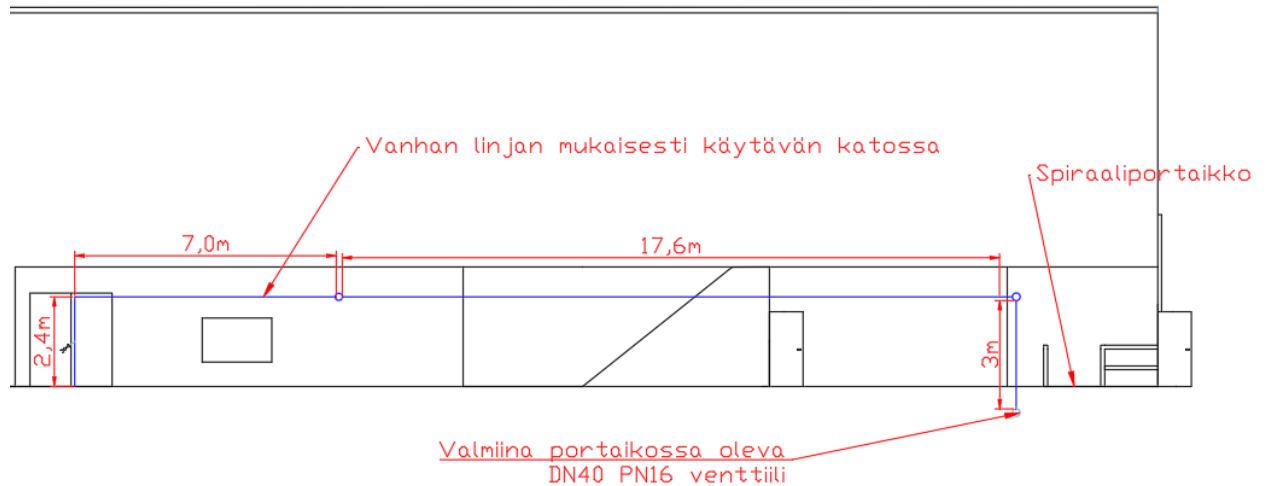 Vanhan linjan mukaisesti käytävän katossa
Spiraaliportaikko
7,0m
17,6m
2,4m
3m
Valmiina portaikossa oleva
DN40 PN16 venttiili